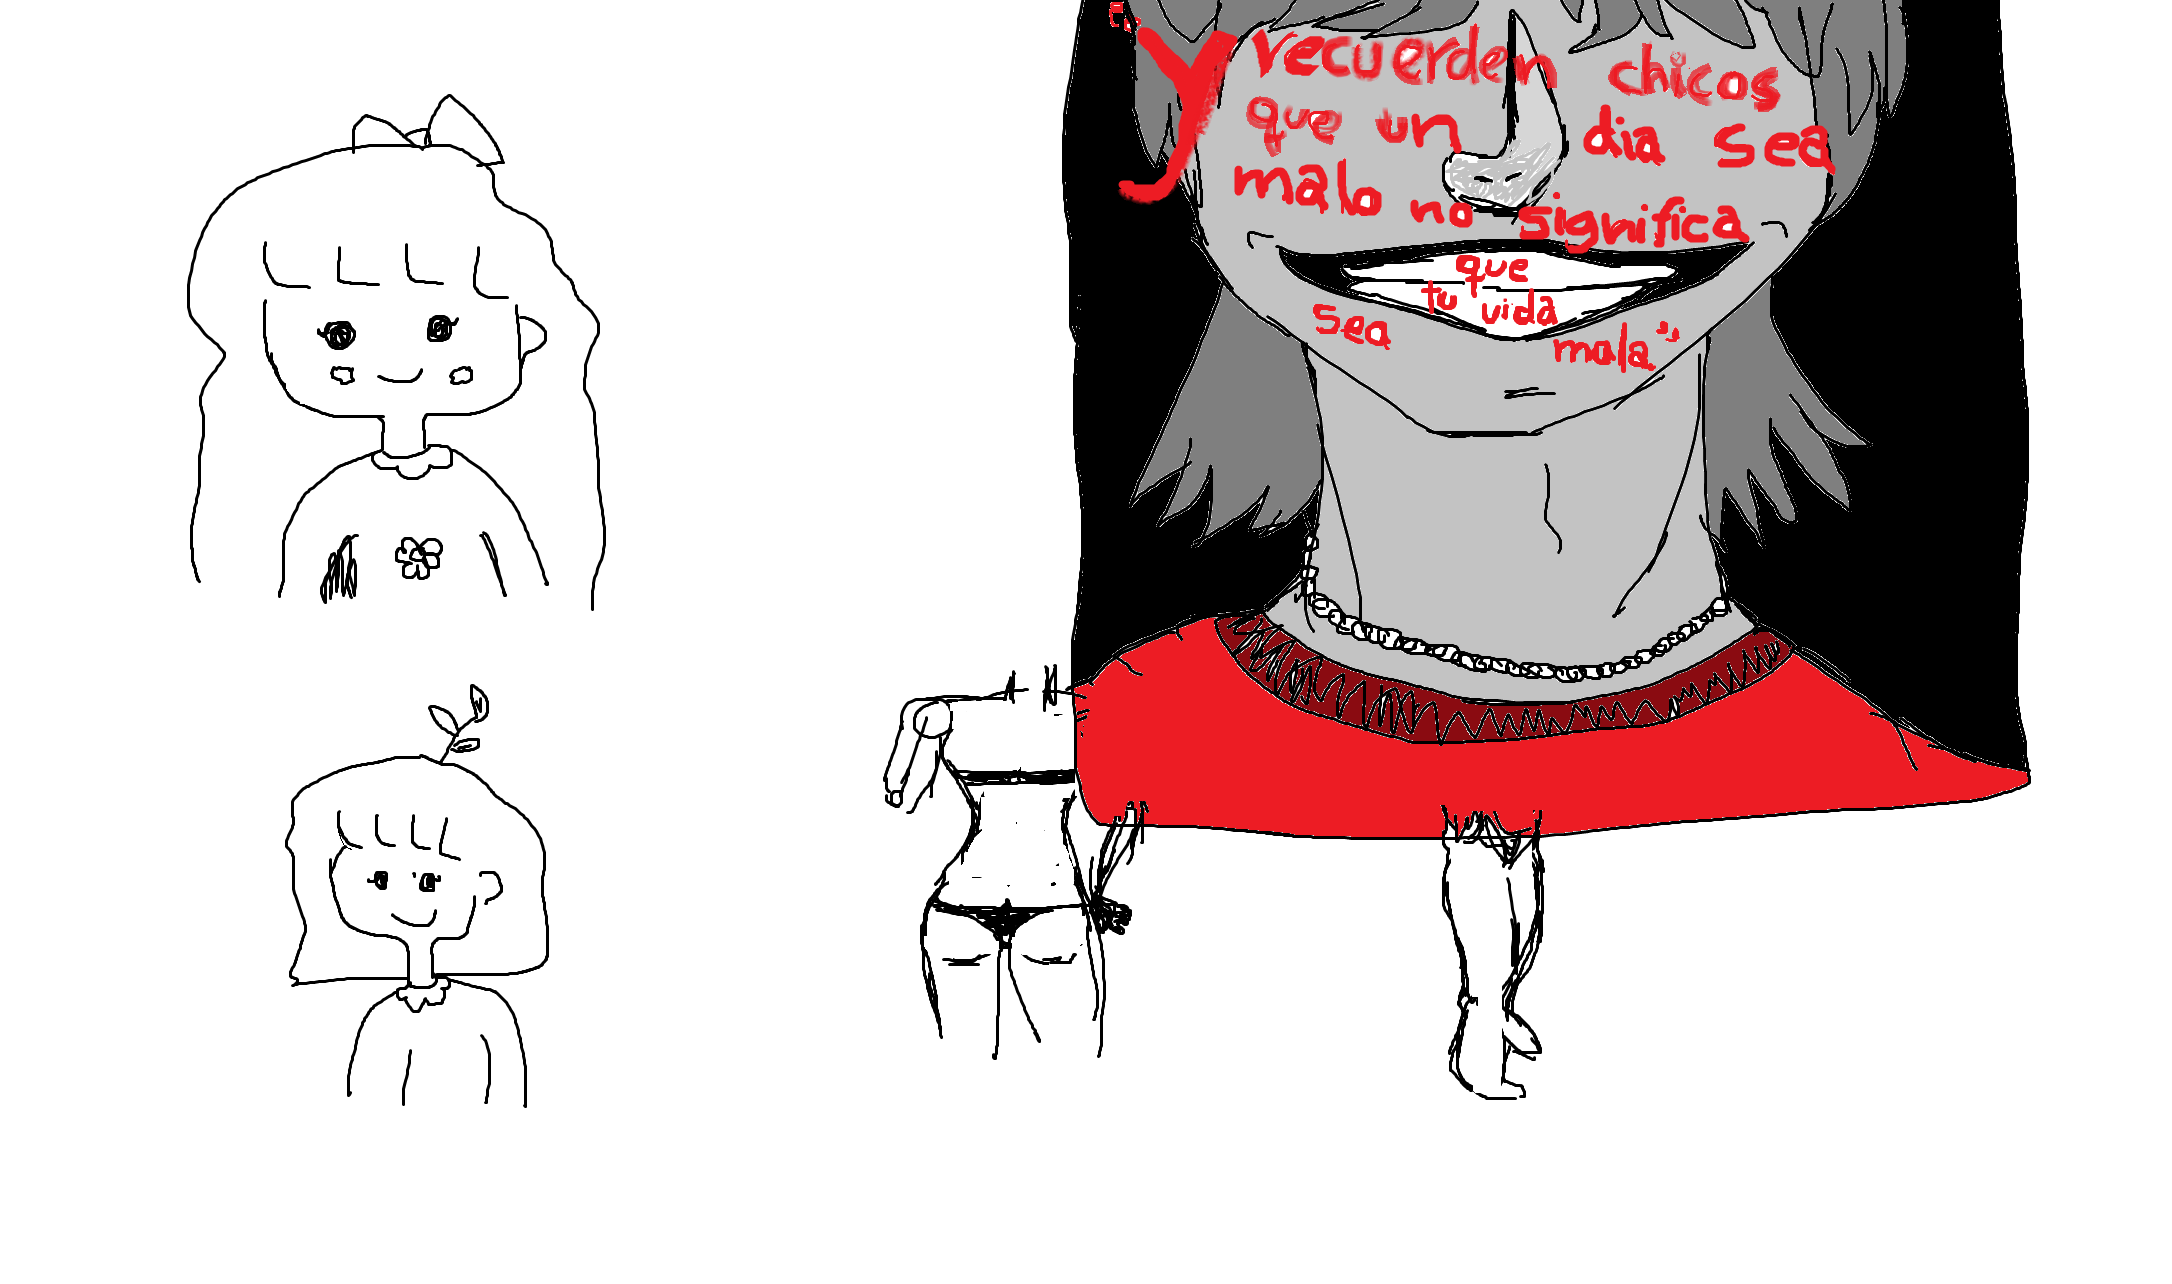 "Y recuerden chicos
que un dia sea
malo no significa
que
tu vida
sea mala"